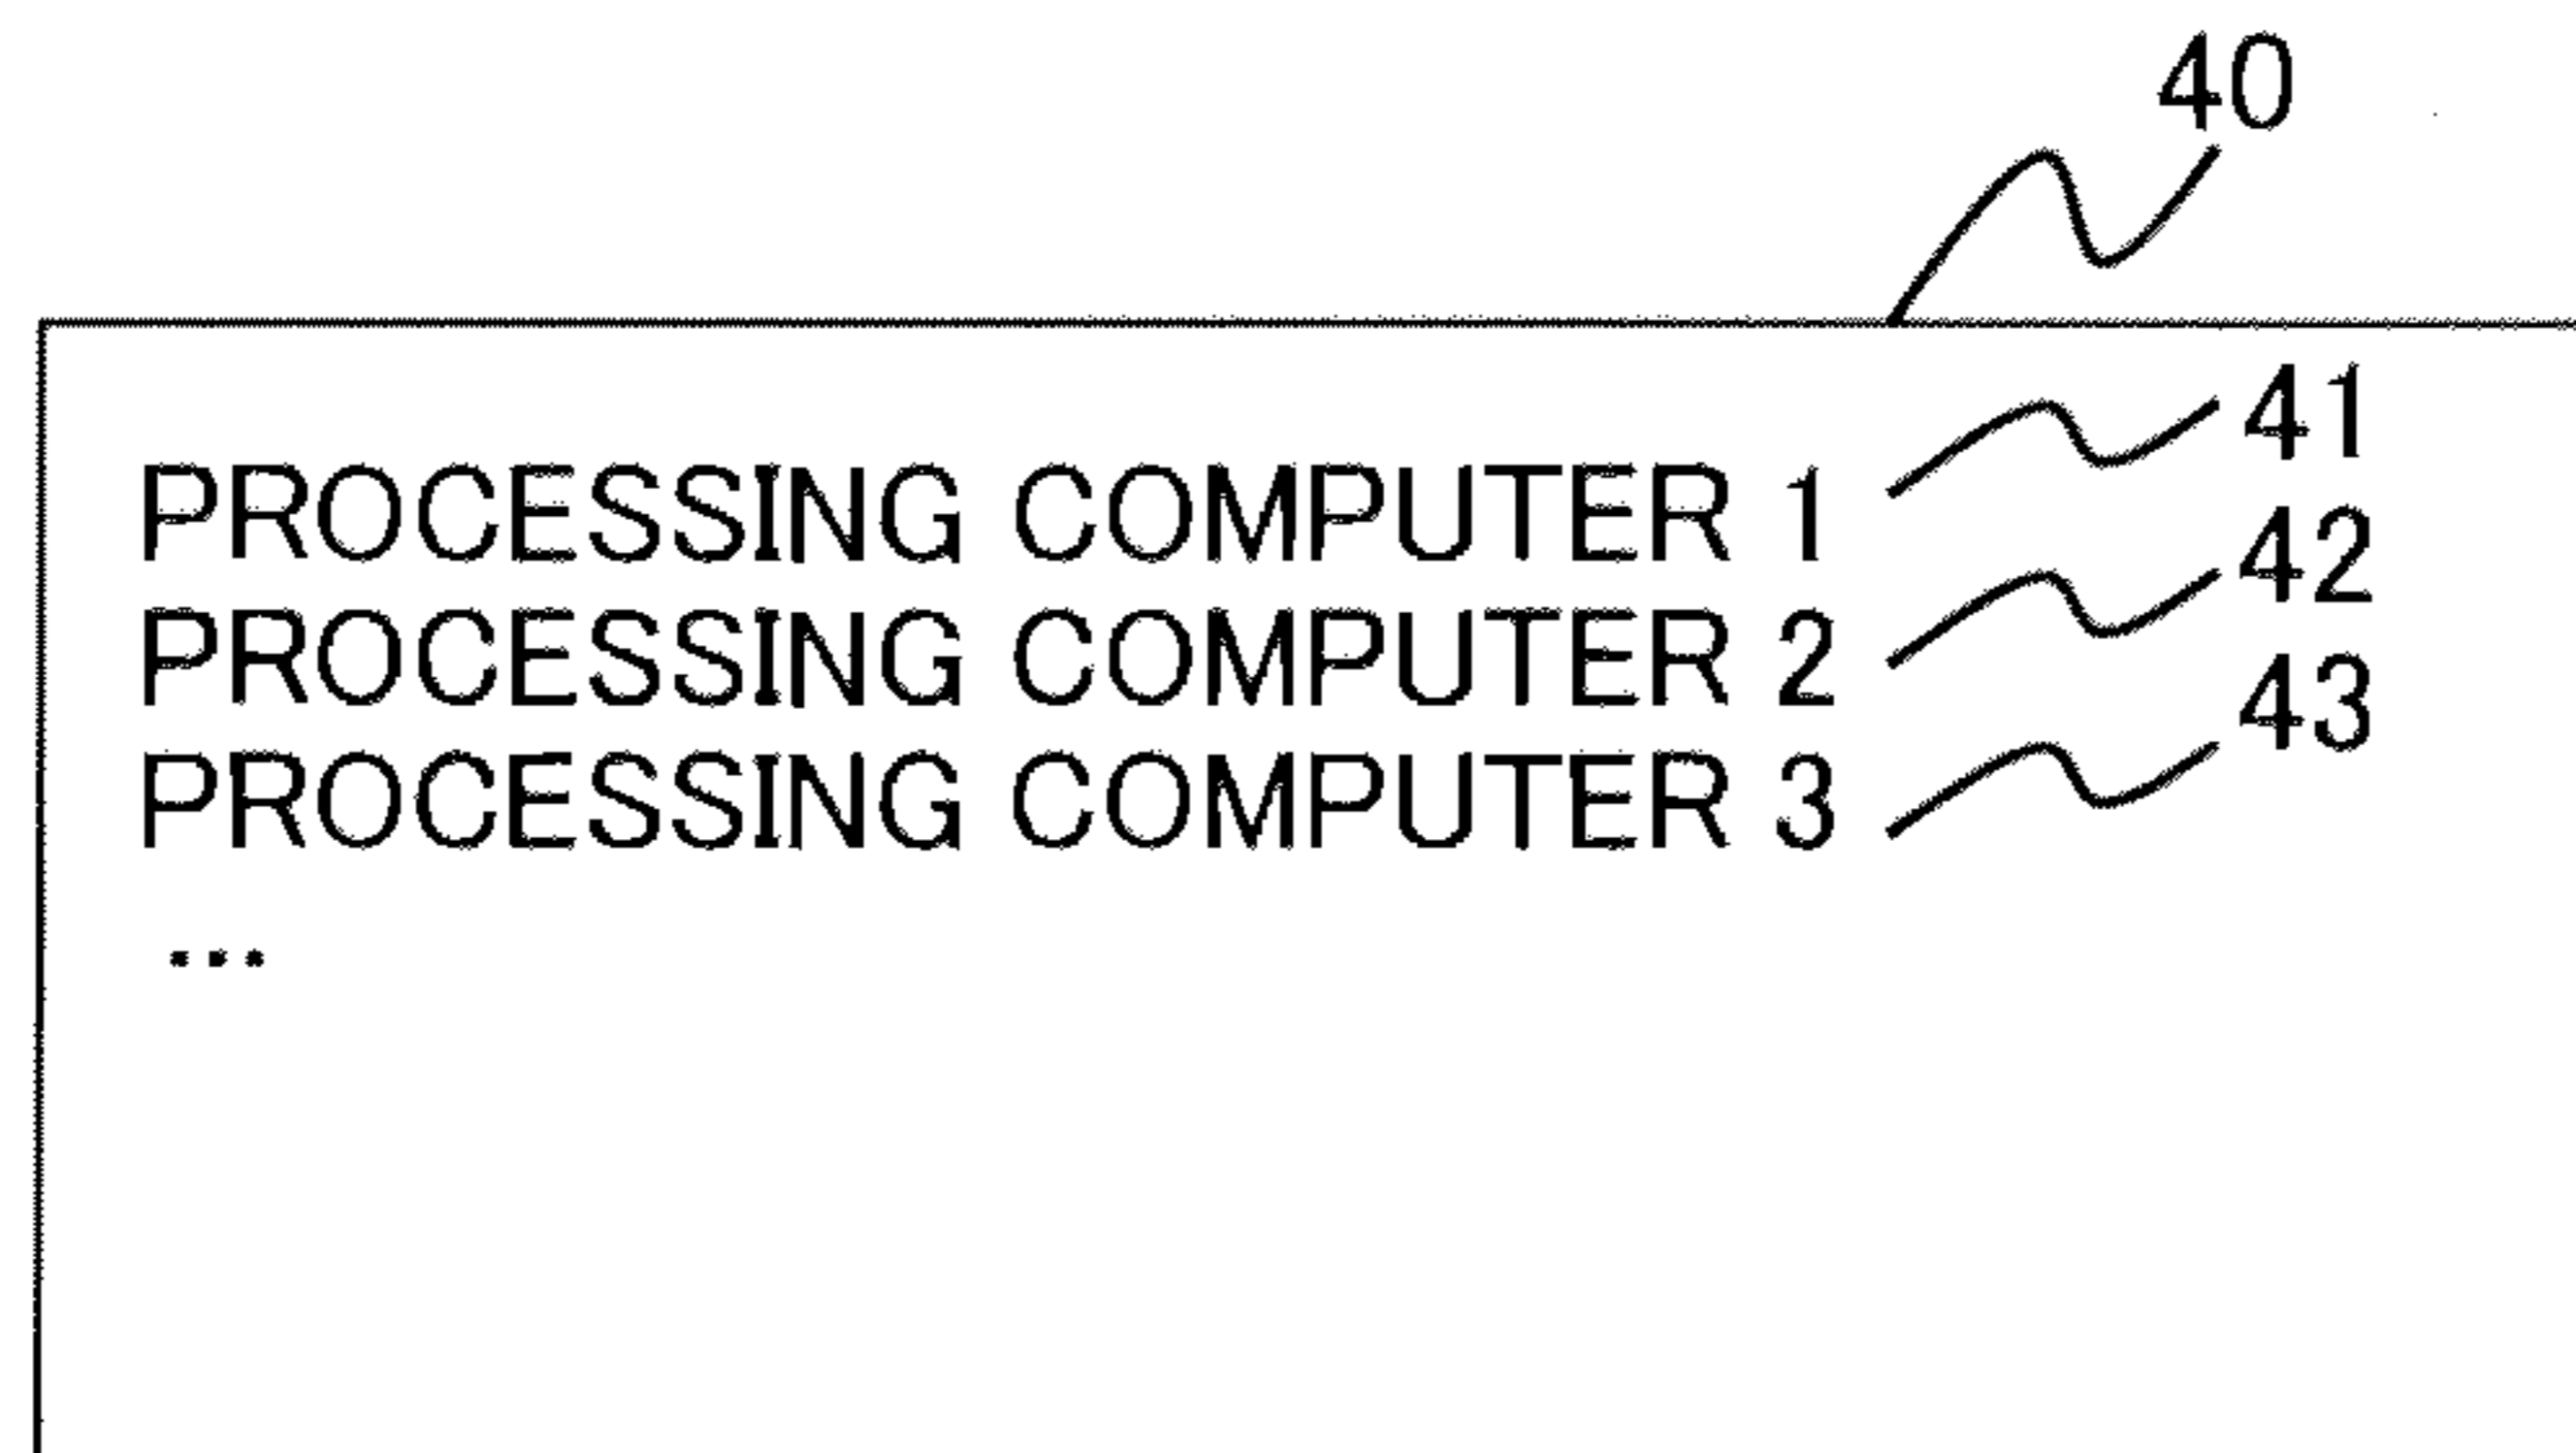 40
PROCESSING COMPUTER 1 41
PROCESSING COMPUTER 2 42
PROCESSING COMPUTER 3 43
...